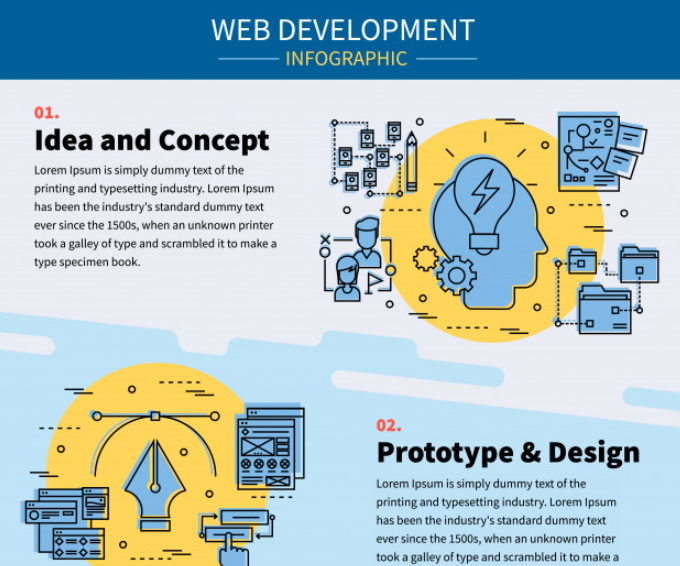 WEB DEVELOPMENT
INFOGRAPHIC
01.
Idea and Concept
Lorem Ipsum is simply dummy text of the
printing and typesetting industry. Lorem Ipsum
has been the industry's standard dummy text
ever since the 1500s, when an unknown printer
took a galley of type and scrambled it to make a
type specimen book.
02.
Prototype & Design
Lorem Ipsum is simply dummy text of the
printing and typesetting industry. Lorem Ipsum
has been the industry's standard dummy text
ever since the 1500s, when an unknown printer
took a galley of type and scrambled it to make a